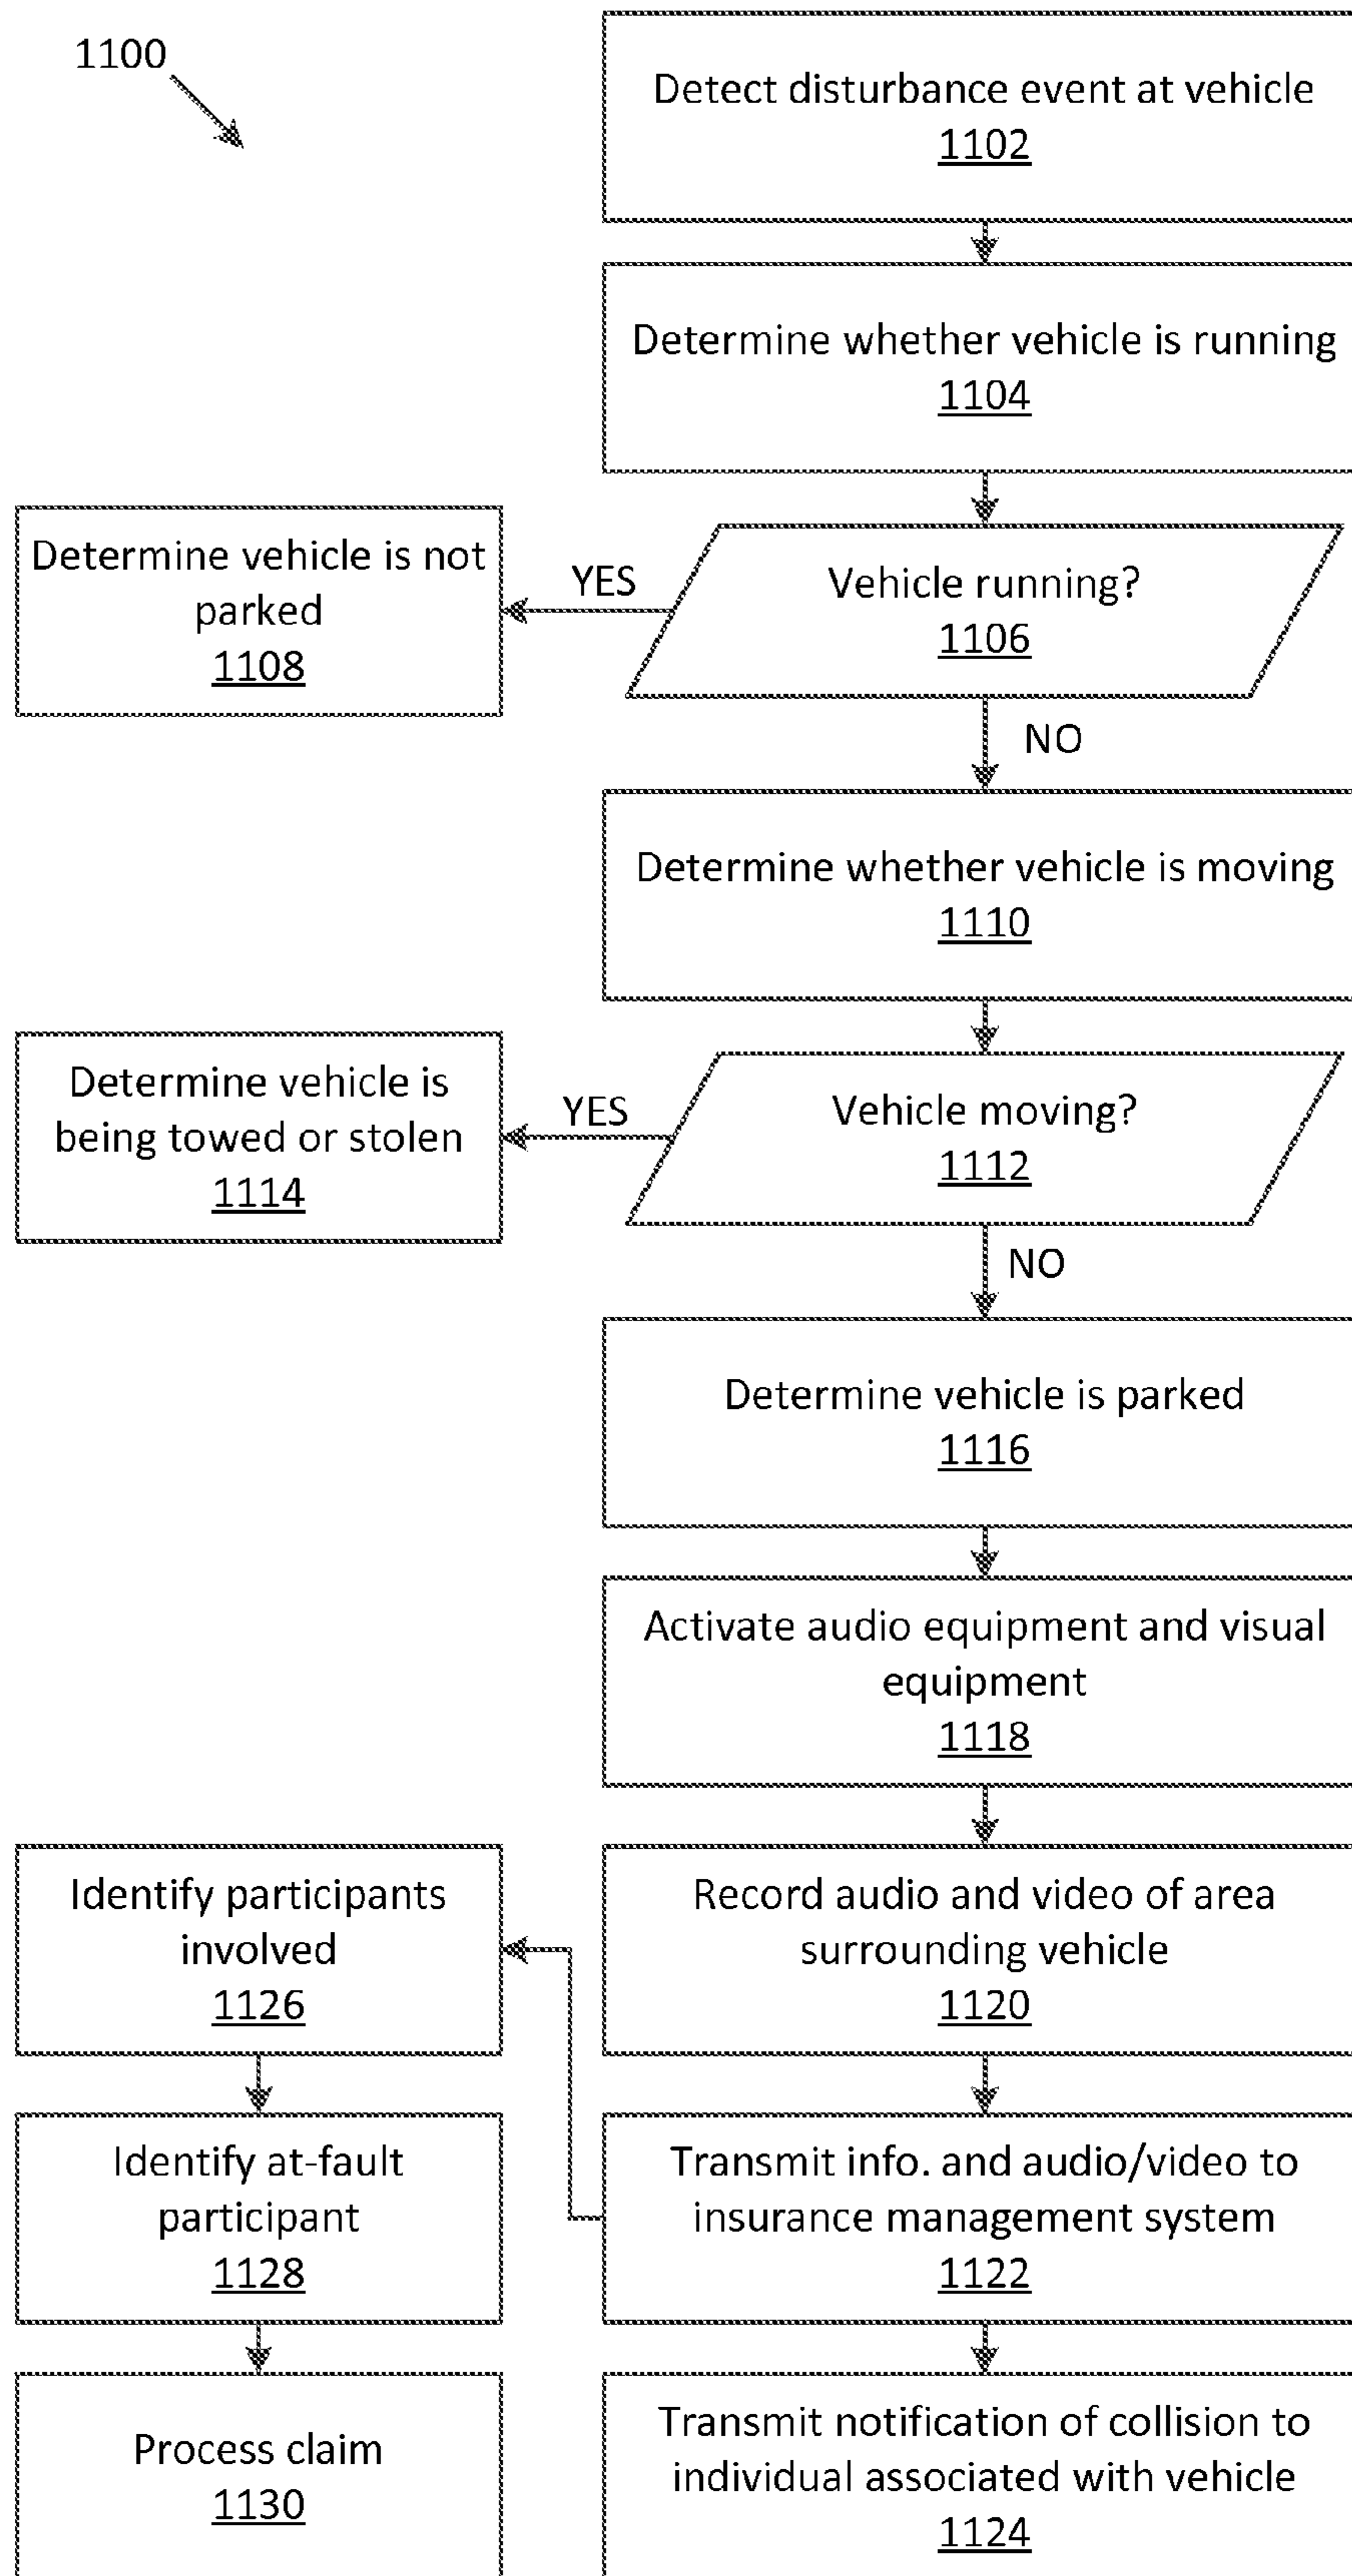 1100
Detect disturbance event at vehicle
1102
Determine whether vehicle is running
1104
Determine vehicle is not
parked
1108
YES
Vehicle running?
1106
NO
Determine whether vehicle is moving
1110
Determine vehicle is
being towed or stolen
1114
YES
Vehicle moving?
1112
NO
Determine vehicle is parked
1116
Activate audio equipment and visual
equipment
1118
Record audio and video of area
surrounding vehicle
1120
Transmit info. and audio/video to
insurance management system
1122
Transmit notification of collision to
individual associated with vehicle
1124
Identify participants
involved
1126
Identify at-fault
participant
1128
Process claim
1130